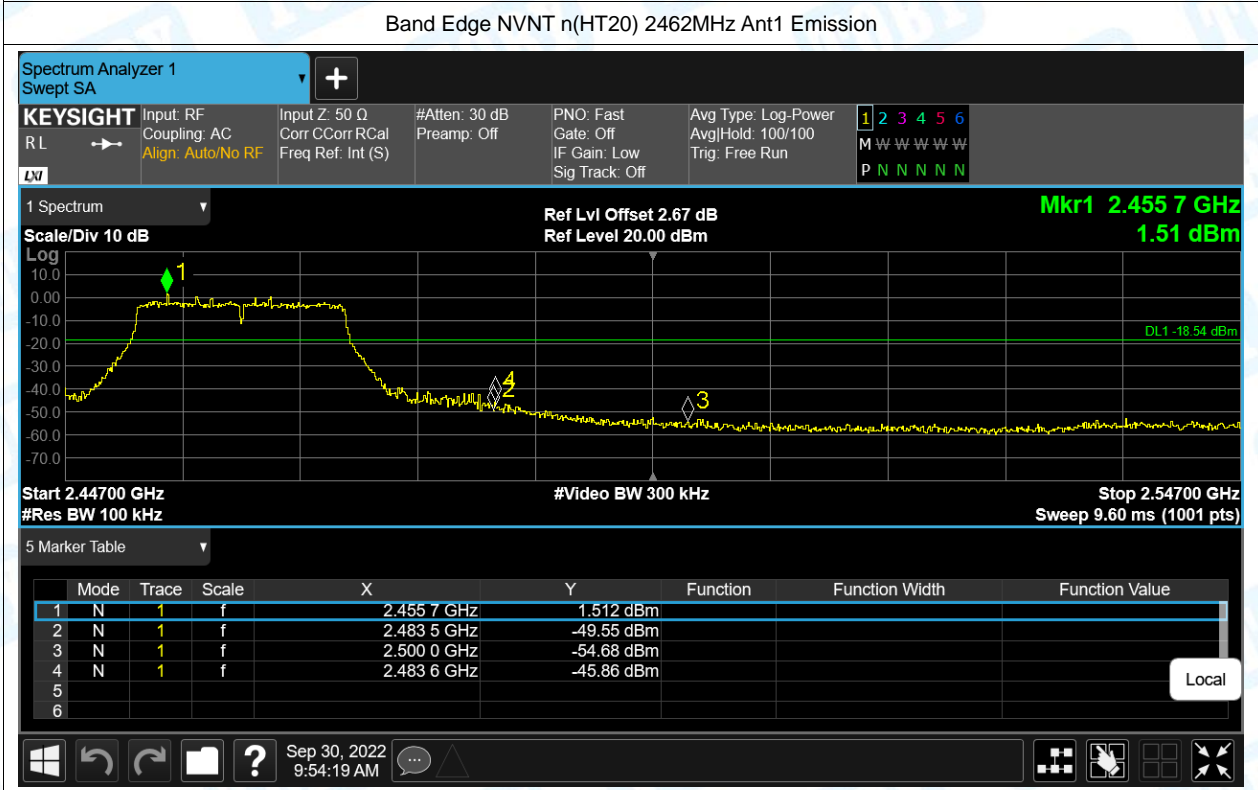 Band Edge NVNT n(HT20) 2462MHz Ant1 Emission
Spectrum Analyzer 1
Swept SA
KEYSIGHT
R L
LXI
Input: RF
Coupling: AC
Align: Auto/No RF
Input Z: 50 Ω
Corr CCorr RCal
Freq Ref: Int (S)
#Atten: 30 dB
Preamp: Off
PNO: Fast
Gate: Off
IF Gain: Low
Sig Track: Off
Avg Type: Log-Power
Avg|Hold: 100/100
Trig: Free Run
1 2 3 4 5 6
M W W W W W
P N N N N N
1 Spectrum
Scale/Div 10 dB
Ref Lvl Offset 2.67 dB
Ref Level 20.00 dBm
Mkr1 2.455 7 GHz
1.51 dBm
Log
10.0
0.00
-10.0
-20.0
-30.0
-40.0
-50.0
-60.0
-70.0
1
DL1 -18.54 dBm
4
2
3
Start 2.44700 GHz
#Video BW 300 kHz
Stop 2.54700 GHz
#Res BW 100 kHz
Sweep 9.60 ms (1001 pts)
5 Marker Table
Mode Trace Scale X Y Function Function Width Function Value
1 N 1 f 2.455 7 GHz 1.512 dBm
2 N 1 f 2.483 5 GHz -49.55 dBm
3 N 1 f 2.500 0 GHz -54.68 dBm
4 N 1 f 2.483 6 GHz -45.86 dBm
5
6
Local
?
Sep 30, 2022
9:54:19 AM